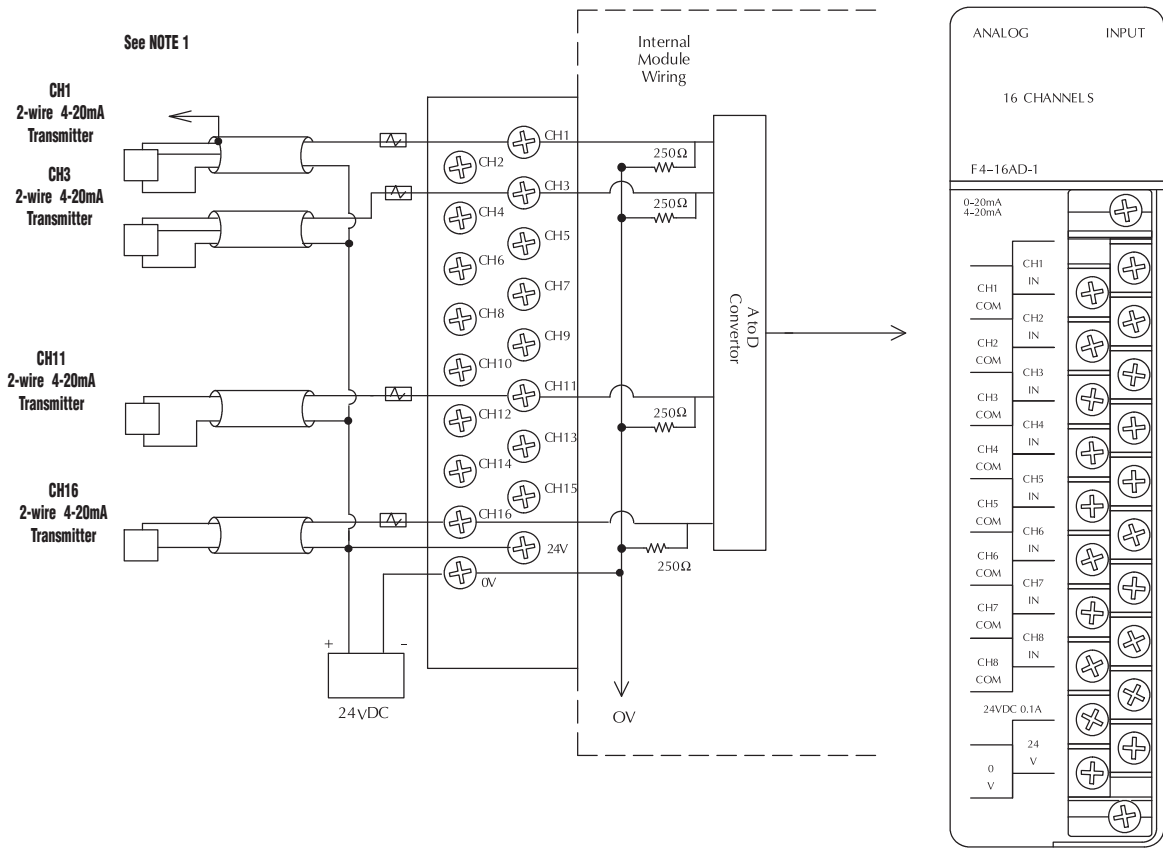 See NOTE 1
CH1
2-wire 4-20mA
Transmitter
CH3
2-wire 4-20mA
Transmitter
CH11
2-wire 4-20mA
Transmitter
CH16
2-wire 4-20mA
Transmitter
+
-
24VDC
CH1
CH2
CH3
CH4
CH5
CH6
CH7
CH8
CH9
CH10
CH11
CH12
CH13
CH14
CH15
CH16
24V
0V
Internal
Module
Wiring
250Ω
250Ω
250Ω
250Ω
OV
A to D
Convertor
ANALOG INPUT
16 CHANNELS
F4-16AD-1
0-20mA
4-20mA
CH1
IN
CH1
COM
CH2
IN
CH2
COM
CH3
IN
CH3
COM
CH4
IN
CH4
COM
CH5
IN
CH5
COM
CH6
IN
CH6
COM
CH7
IN
CH7
COM
CH8
IN
CH8
COM
24VDC 0.1A
24
V
0
V